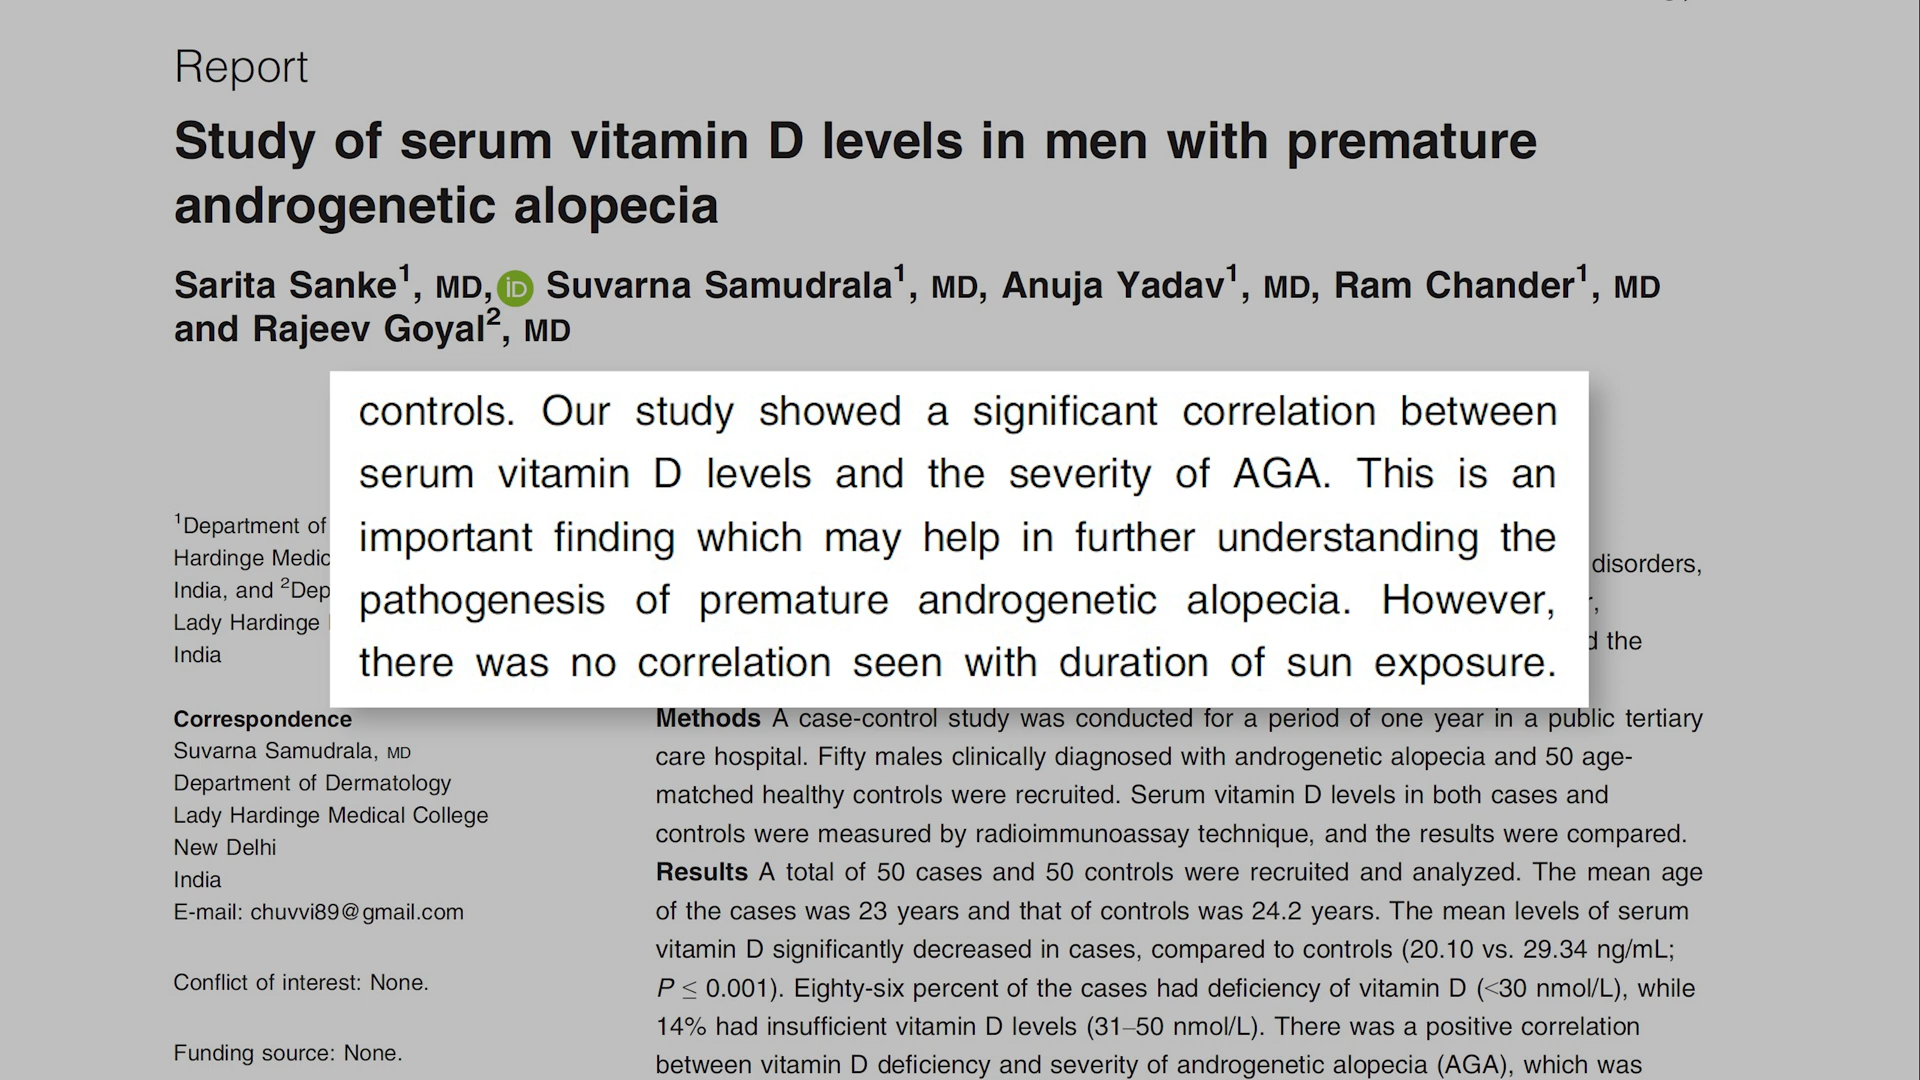 Report
Study of serum vitamin D levels in men with premature
androgenetic alopecia
Sarita Sanke¹, MD, iD Suvarna Samudrala¹, MD, Anuja Yadav¹, MD, Ram Chander¹, MD
and Rajeev Goyal², MD
controls. Our study showed a significant correlation between
serum vitamin D levels and the severity of AGA. This is an
important finding which may help in further understanding the
pathogenesis of premature androgenetic alopecia. However,
there was no correlation seen with duration of sun exposure.
¹Department of
Hardinge Medic
India, and ²Dep
Lady Hardinge
India
Correspondence
Suvarna Samudrala, MD
Department of Dermatology
Lady Hardinge Medical College
New Delhi
India
E-mail: chuvvi89@gmail.com
Conflict of interest: None.
Funding source: None.
disorders,
the
Methods A case-control study was conducted for a period of one year in a public tertiary
care hospital. Fifty males clinically diagnosed with androgenetic alopecia and 50 age-
matched healthy controls were recruited. Serum vitamin D levels in both cases and
controls were measured by radioimmunoassay technique, and the results were compared.
Results A total of 50 cases and 50 controls were recruited and analyzed. The mean age
of the cases was 23 years and that of controls was 24.2 years. The mean levels of serum
vitamin D significantly decreased in cases, compared to controls (20.10 vs. 29.34 ng/mL;
P ≤ 0.001). Eighty-six percent of the cases had deficiency of vitamin D (<30 nmol/L), while
14% had insufficient vitamin D levels (31–50 nmol/L). There was a positive correlation
between vitamin D deficiency and severity of androgenetic alopecia (AGA), which was